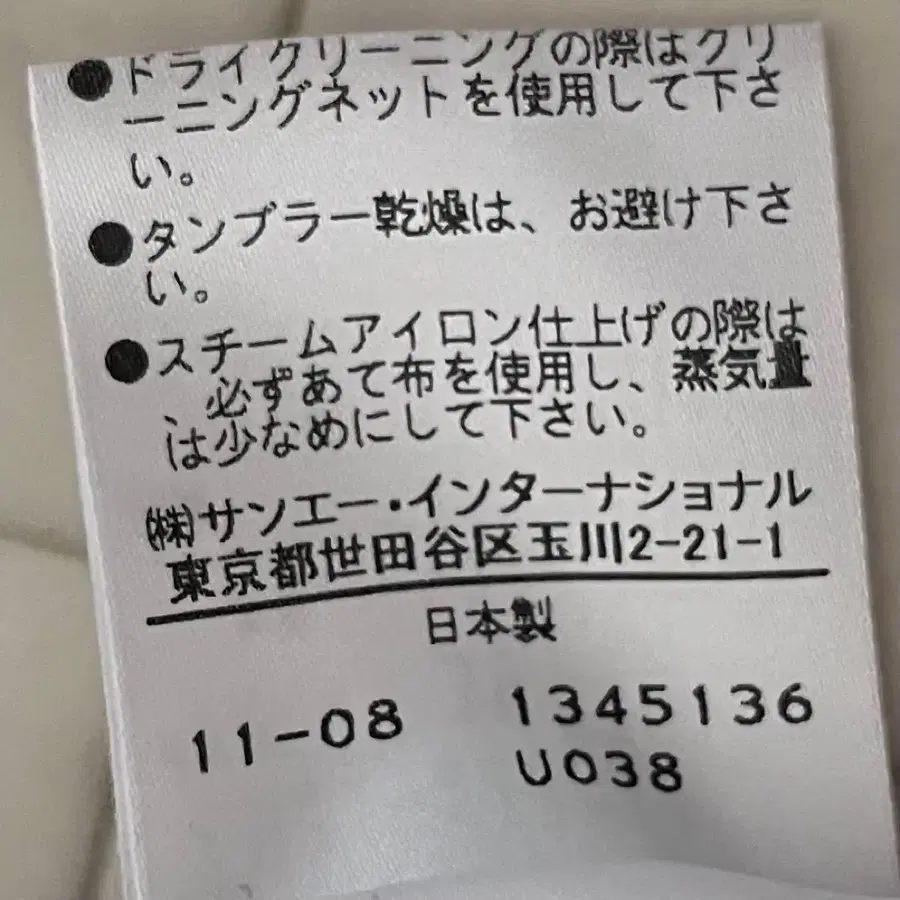 ●ドライクリーニングの際はクリ
ーニングネットを使用して下さ
い。
●タンブラー乾燥は、お避け下さ
い。
●スチームアイロン仕上げの際は
必ずあて布を使用し、蒸気量
は少なめにして下さい。
㈱サンエー・インターナショナル
東京都世田谷区玉川2-21-1
日本製
11-08 1345136
U038